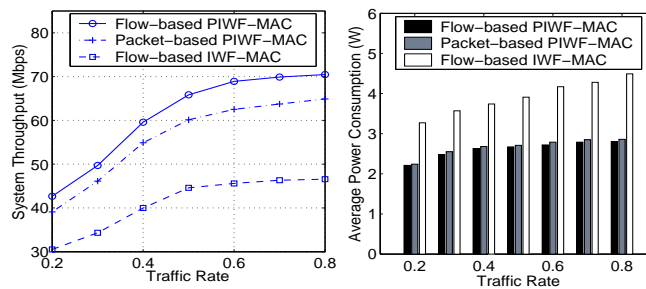 System Throughput (Mbps)
80
70
60
50
40
30
Flow-based PIWF-MAC
Packet-based PIWF-MAC
Flow-based IWF-MAC
0.2
0.4
0.6
0.8
Traffic Rate
Average Power Consumption (W)
6
5
4
3
2
1
0
Flow-based PIWF-MAC
Packet-based PIWF-MAC
Flow-based IWF-MAC
0.2
0.4
0.6
0.8
Traffic Rate